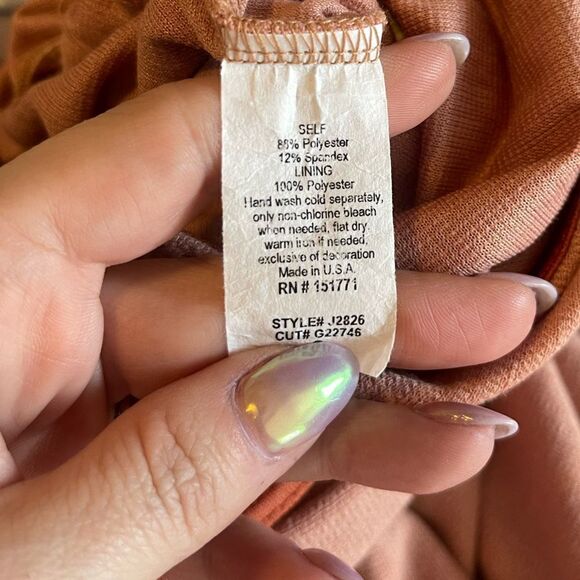 SELF
88% Polyester
12% Spandex
LINING
100% Polyester
Hand wash cold separately,
only non-chlorine bleach
when needed, flat dry
warm iron if needed,
exclusive of decoration
Made in U.S.A.
RN # 151771
STYLE# J2826
CUT# G22746